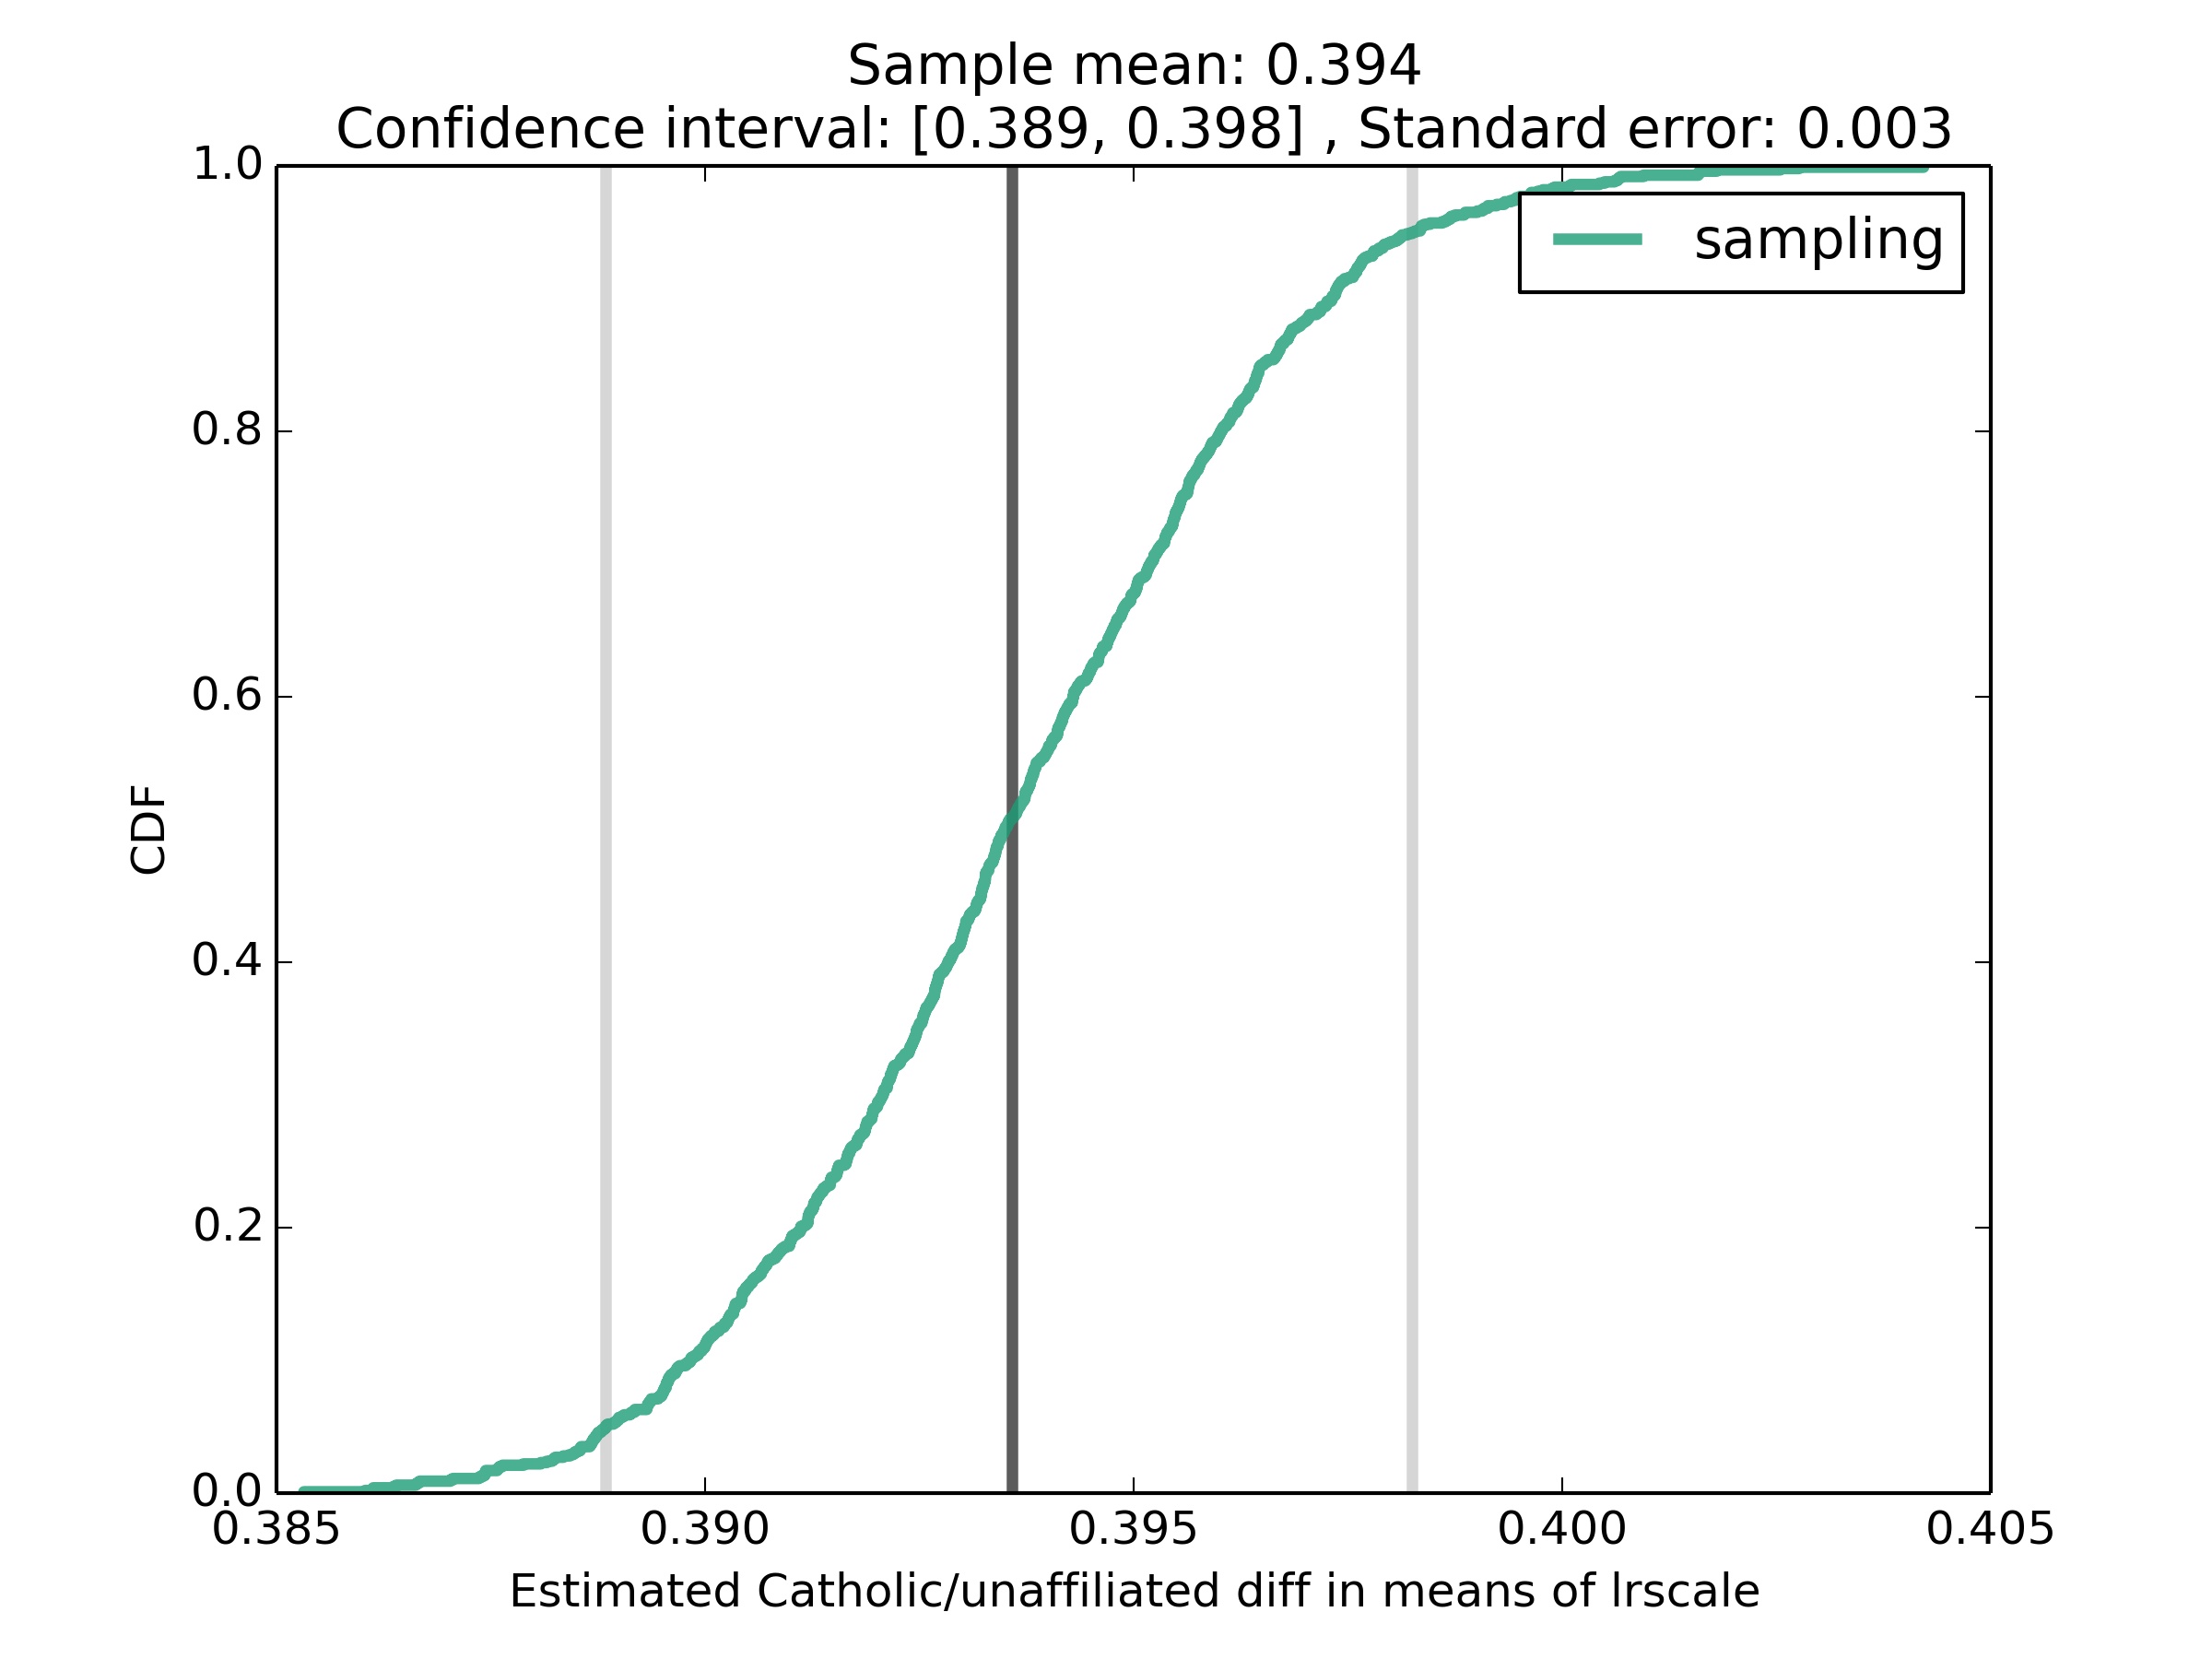 Sample mean: 0.394
Confidence interval: [0.389, 0.398] , Standard error: 0.003
1.0
0.8
0.6
0.4
0.2
0.0
CDF
sampling
0.385
0.390
0.395
0.400
0.405
Estimated Catholic/unaffiliated diff in means of lrscale